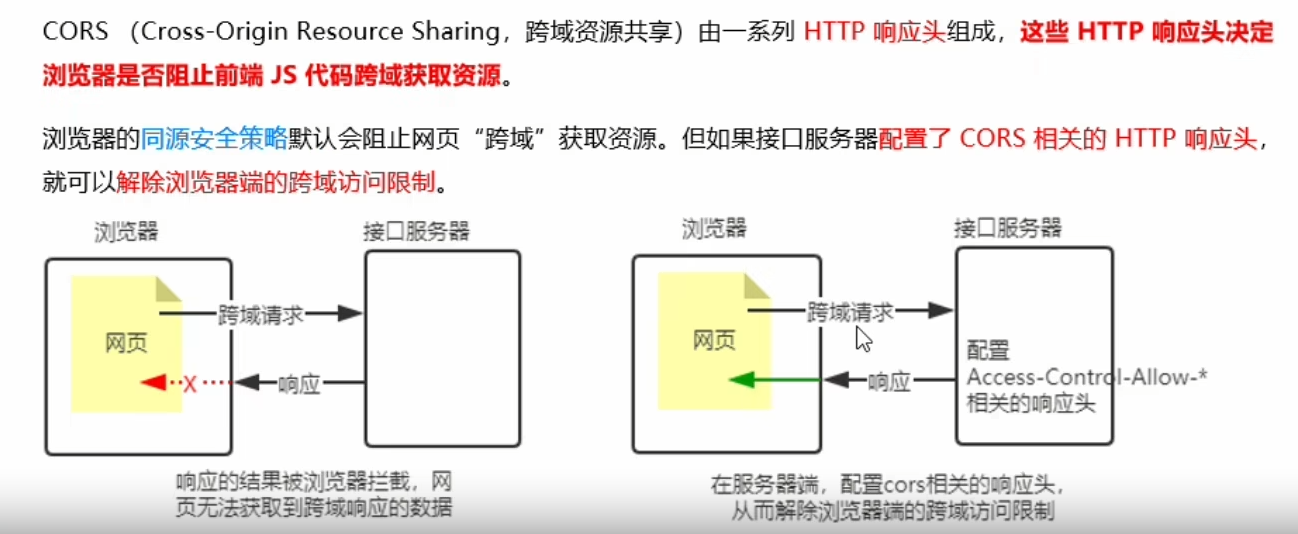 CORS （Cross-Origin Resource Sharing，跨域资源共享）由一系列 HTTP 响应头组成，这些 HTTP 响应头决定
浏览器是否阻止前端 JS 代码跨域获取资源。
浏览器的同源安全策略默认会阻止网页“跨域”获取资源。但如果接口服务器配置了 CORS 相关的 HTTP 响应头，
就可以解除浏览器端的跨域访问限制。
浏览器
接口服务器
跨域请求
网页
X
响应
响应的结果被浏览器拦截，网
页无法获取到跨域响应的数据
浏览器
接口服务器
跨域请求
网页
响应
配置
Access-Control-Allow-*
相关的响应头
在服务器端，配置cors相关的响应头，
从而解除浏览器端的跨域访问限制